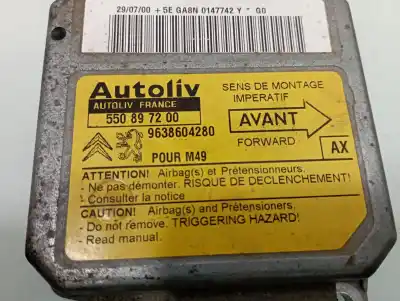 29/07/00 + 5E GA8N 0147742 Y * G0
Autoliv
AUTOLIV FRANCE
550 89 72 00
9638604280
POUR M49
SENS DE MONTAGE
IMPERATIF
AVANT
FORWARD
AX
ATTENTION! Airbag(s) et Prétensionneurs.
- Ne pas démonter. RISQUE DE DECLENCHEMENT!
- Consulter la notice
CAUTION! Airbag(s) and Pretensioners.
- Do not remove. TRIGGERING HAZARD!
- Read manual.